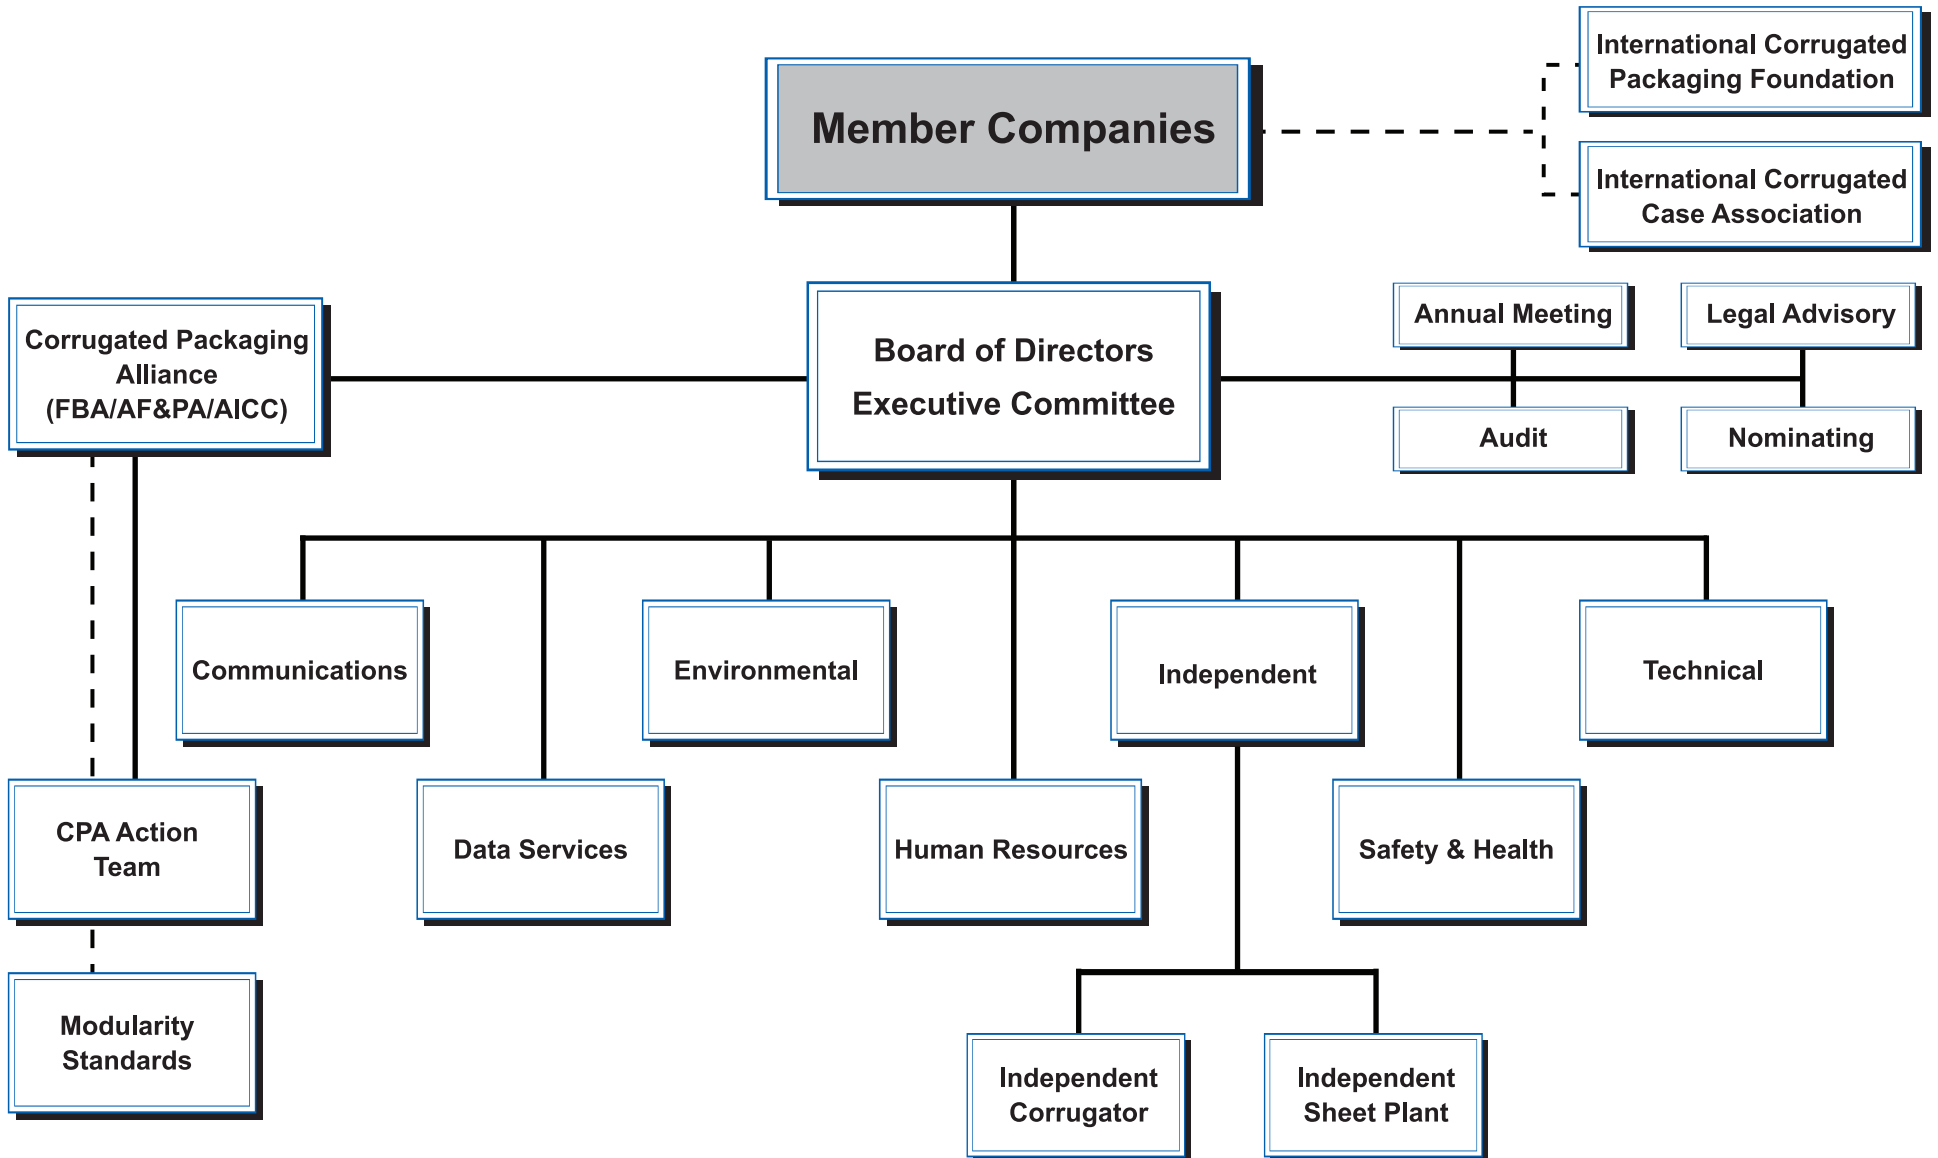 International Corrugated
Packaging Foundation
Member Companies
International Corrugated
Case Association
Annual Meeting
Legal Advisory
Corrugated Packaging
Alliance
(FBA/AF&PA/AICC)
Board of Directors
Executive Committee
Audit
Nominating
Communications
Environmental
Independent
Technical
CPA Action
Team
Data Services
Human Resources
Safety & Health
Modularity
Standards
Independent
Corrugator
Independent
Sheet Plant